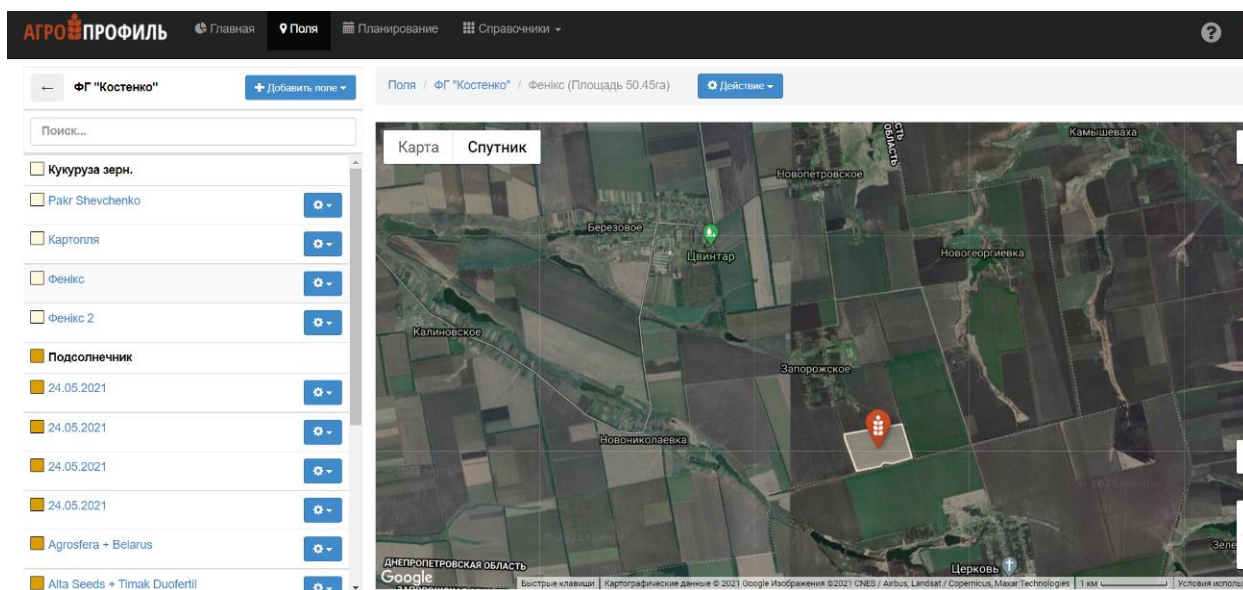 АГРОПРОФИЛЬ
Главная
Поля
Планирование
Справочники
?
←
ФГ "Костенко"
+ Добавить поле
Поля / ФГ "Костенко" / Фенікс (Площадь 50.45га)
Действие
Поиск...
Кукуруза зерн.
Pakr Shevchenko
Картопля
Фенікс
Фенікс 2
Подсолнечник
24.05.2021
24.05.2021
24.05.2021
24.05.2021
Agrosfera + Belarus
Alta Seeds + Timak Duofertil
Карта
Спутник
Камышеваха
Новопетровское
ОБЛАСТЬ
Березовое
Цвинтар
Новогеоргиевка
Калиновское
Запорожское
Новониколаевка
Зеле
Церковь
ДНЕПРОПЕТРОВСКАЯ ОБЛАСТЬ
Google
Быстрые клавиши
Картографические данные © 2021 Google Изображения ©2021 CNES / Airbus, Landsat / Copernicus, Maxar Technologies
1 км
Условия исполь